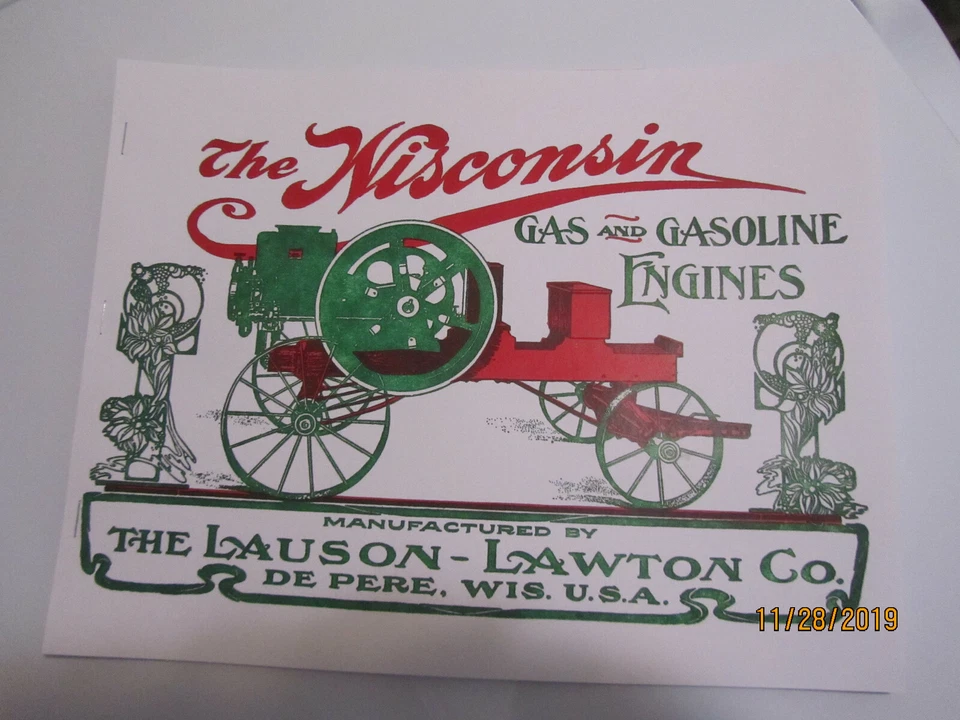 The Wisconsin
GAS AND GASOLINE
ENGINES
MANUFACTURED BY
THE LAUSON-LAWTON CO.
DE PERE, WIS. U.S.A.
11/28/2019